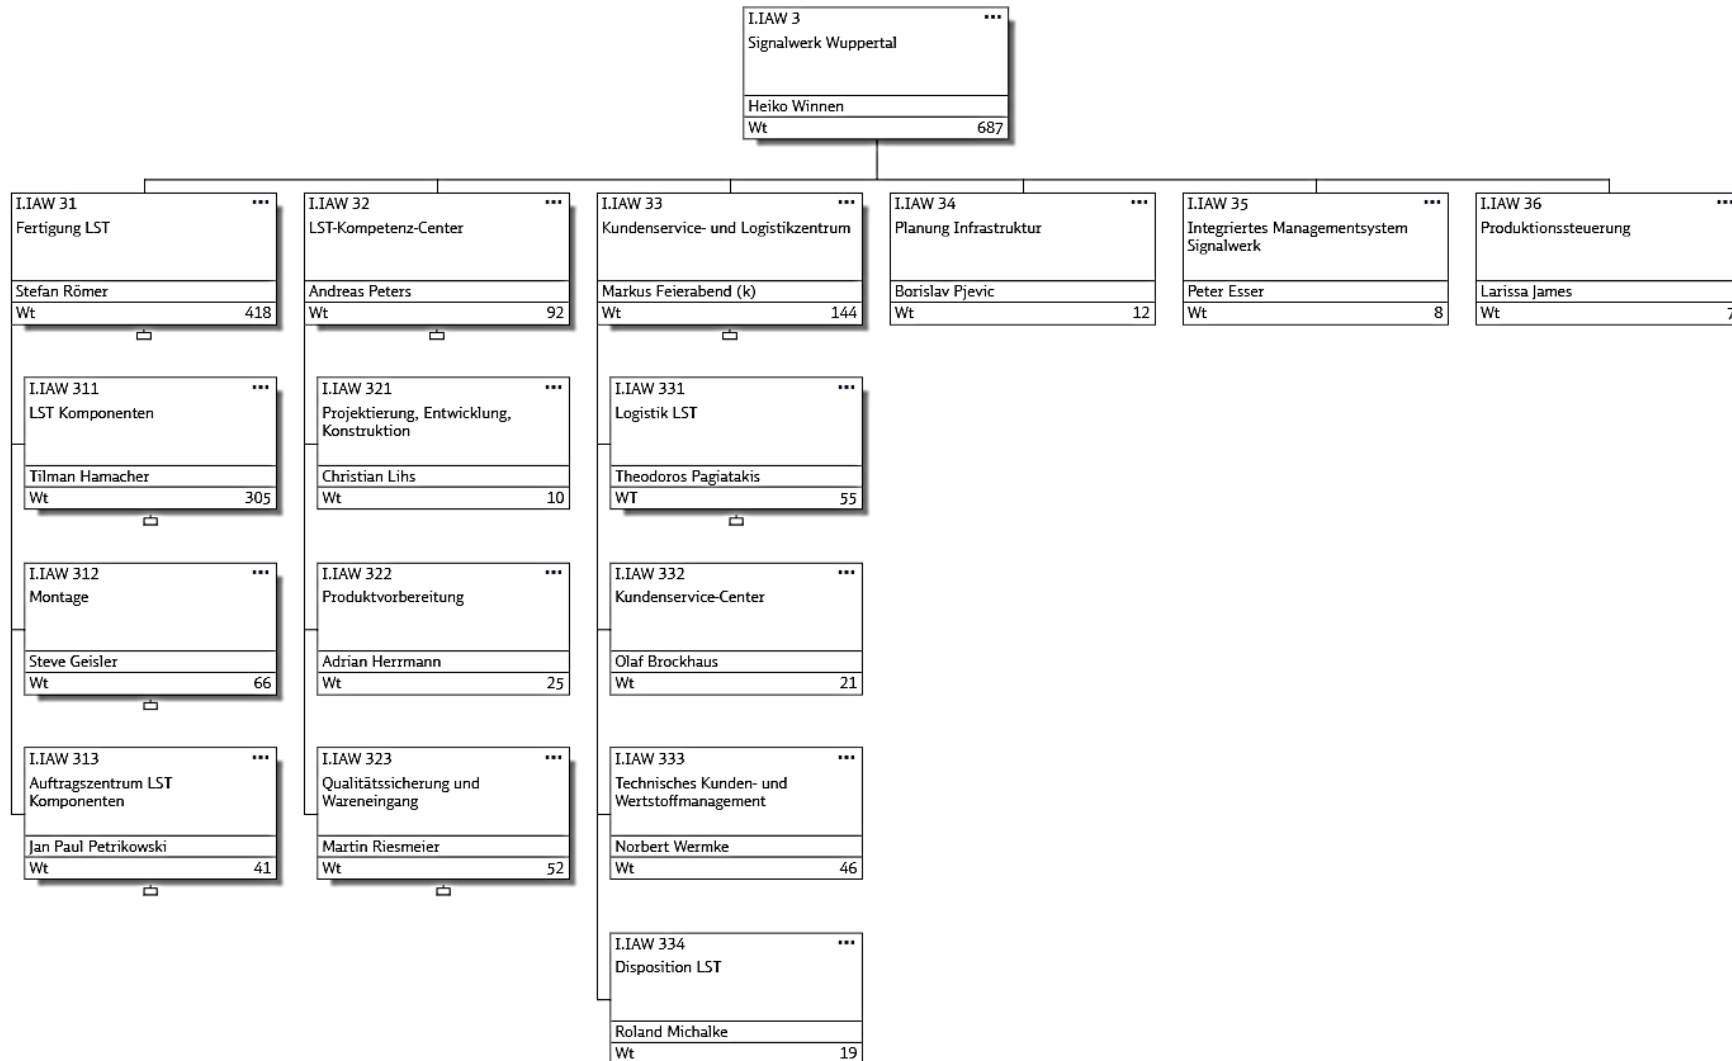 I.IAW 3
Signalwerk Wuppertal
Heiko Winnen
Wt 687
I.IAW 31
Fertigung LST
Stefan Römer
Wt 418
I.IAW 32
LST-Kompetenz-Center
Andreas Peters
Wt 92
I.IAW 33
Kundenservice- und Logistikzentrum
Markus Feierabend (k)
Wt 144
I.IAW 34
Planung Infrastruktur
Borislav Pjevic
Wt 12
I.IAW 35
Integriertes Managementsystem
Signalwerk
Peter Esser
Wt 8
I.IAW 36
Produktionssteuerung
Larissa James
Wt 7
I.IAW 311
LST Komponenten
Tilman Hamacher
Wt 305
I.IAW 321
Projektierung, Entwicklung,
Konstruktion
Christian Lihs
Wt 10
I.IAW 331
Logistik LST
Theodoros Pagiatakis
WT 55
I.IAW 312
Montage
Steve Geisler
Wt 66
I.IAW 322
Produktvorbereitung
Adrian Herrmann
Wt 25
I.IAW 332
Kundenservice-Center
Olaf Brockhaus
Wt 21
I.IAW 313
Auftragszentrum LST
Komponenten
Jan Paul Petrikowski
Wt 41
I.IAW 323
Qualitätssicherung und
Wareneingang
Martin Riesmeier
Wt 52
I.IAW 333
Technisches Kunden- und
Wertstoffmanagement
Norbert Wermke
Wt 46
I.IAW 334
Disposition LST
Roland Michalke
Wt 19